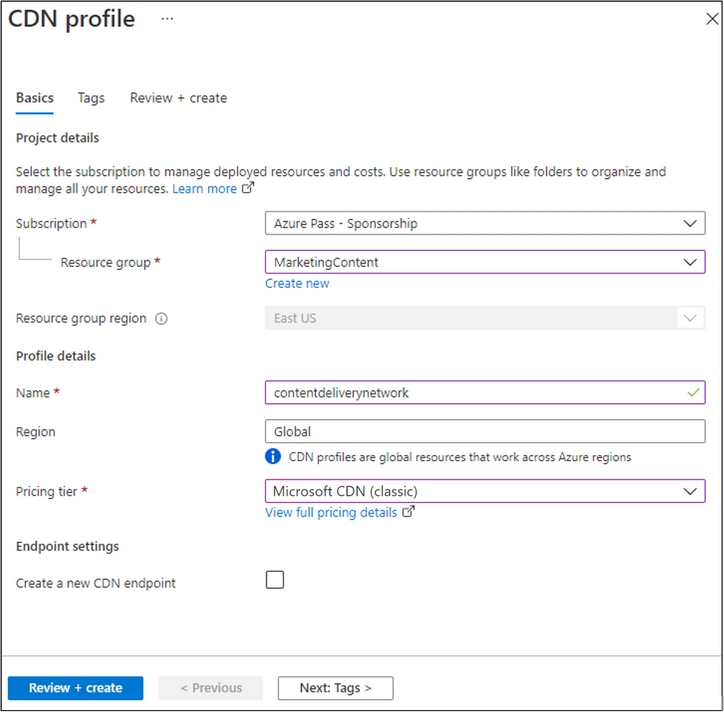 CDN profile ...
Basics Tags Review + create
Project details
Select the subscription to manage deployed resources and costs. Use resource groups like folders to organize and
manage all your resources. Learn more
Subscription * Azure Pass - Sponsorship
Resource group * MarketingContent
Create new
Resource group region East US
Profile details
Name * contentdeliverynetwork
Region Global
CDN profiles are global resources that work across Azure regions
Pricing tier * Microsoft CDN (classic)
View full pricing details
Endpoint settings
Create a new CDN endpoint
Review + create < Previous Next: Tags >